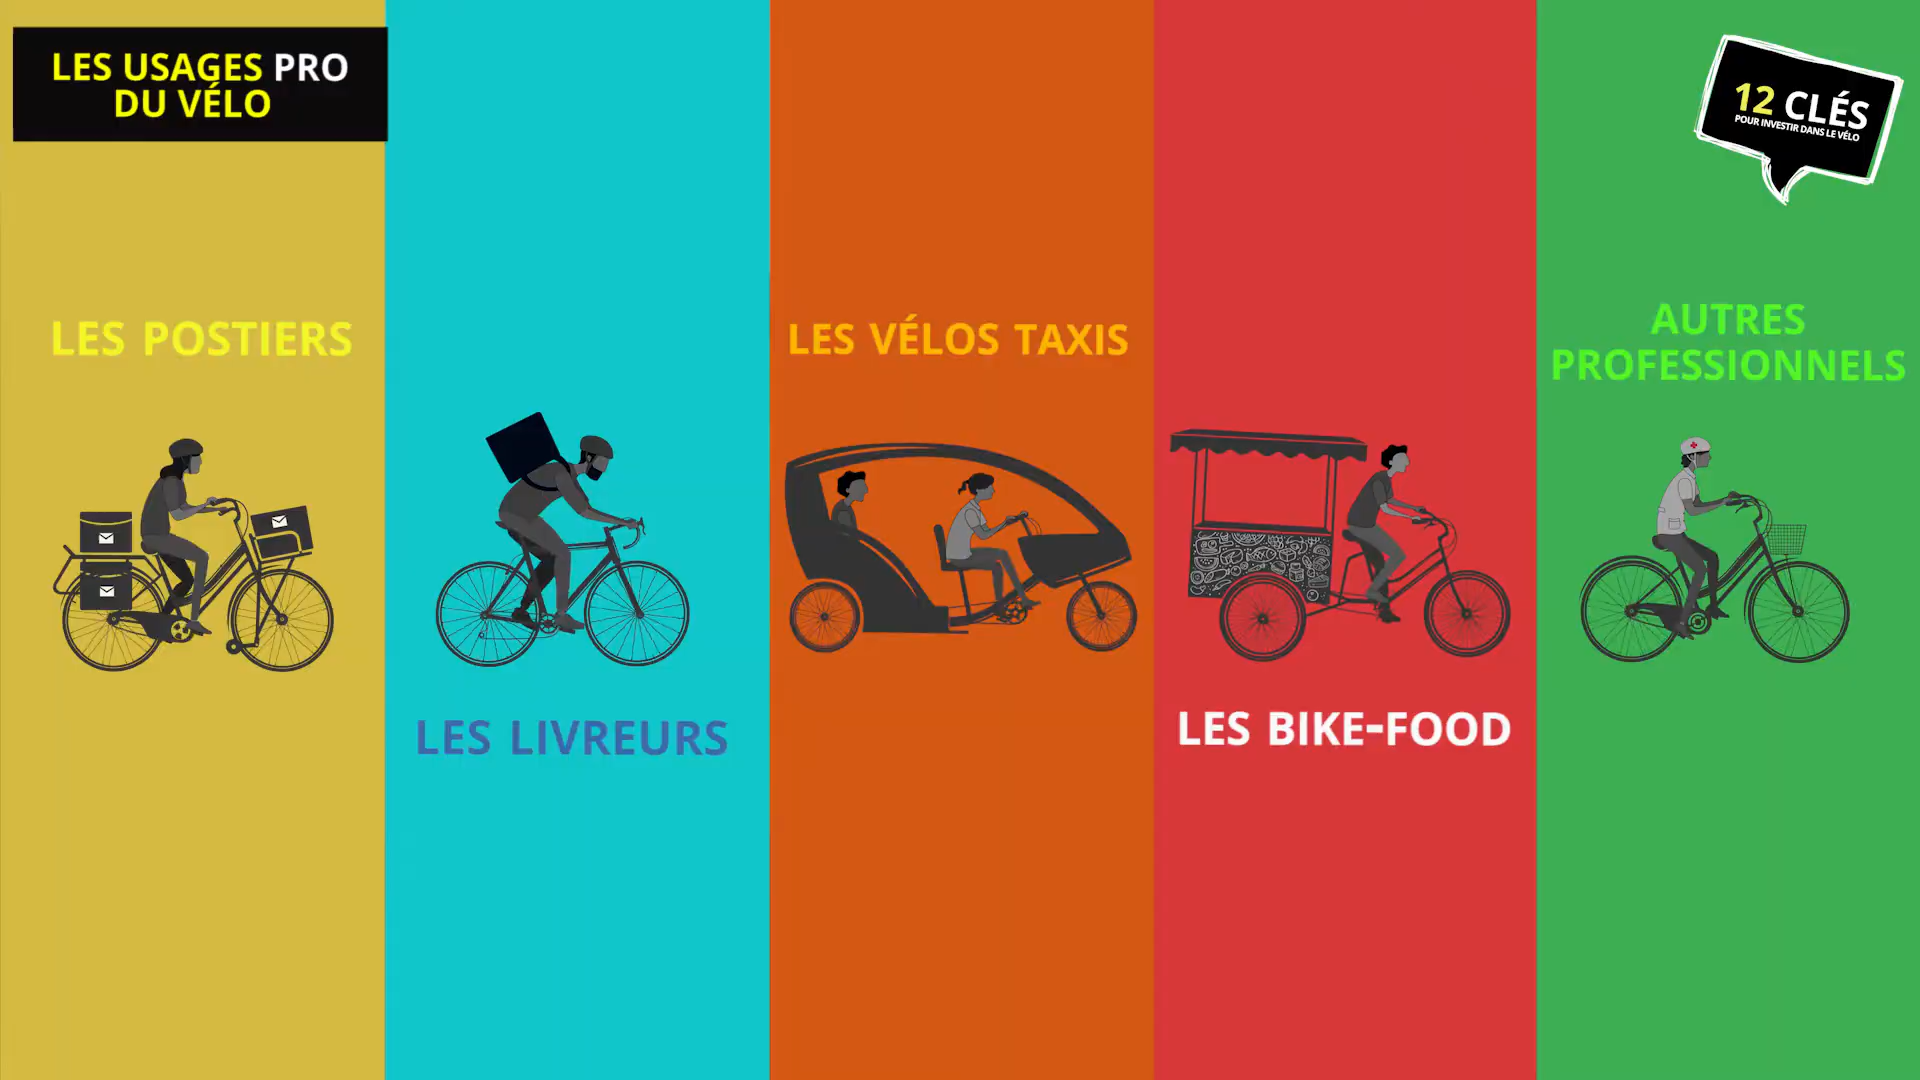 LES USAGES PRO
DU VÉLO
12 CLÉS
POUR INVESTIR DANS LE VÉLO
LES POSTIERS
LES LIVREURS
LES VÉLOS TAXIS
LES BIKE-FOOD
AUTRES
PROFESSIONNELS